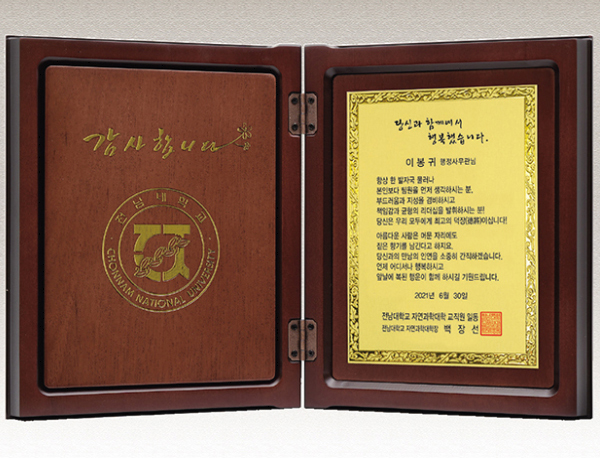 감사합니다
전남대학교
CHONNAM NATIONAL UNIVERSITY
당신과 함께여서
행복했습니다.
이 봉 귀 명정사무관님
항상 한 발자국 물러나
본인보다 팀원을 먼저 생각하시는 분,
부드러움과 지성을 겸비하시고
책임감과 균형의 리더십을 발휘하시는 분!
당신은 우리 모두에게 최고의 덕장(德將)이십니다!
아름다운 사람은 머문 자리에도
짙은 향기를 남긴다고 하지요.
당신과의 만남의 인연을 소중히 간직하겠습니다.
언제 어디서나 행복하시고
앞날에 복된 향운이 함께 하시길 기원드립니다.
2021년 6월 30일
전남대학교 자연과학대학 교직원 일동
전남대학교 자연과학대학장 백 장 선